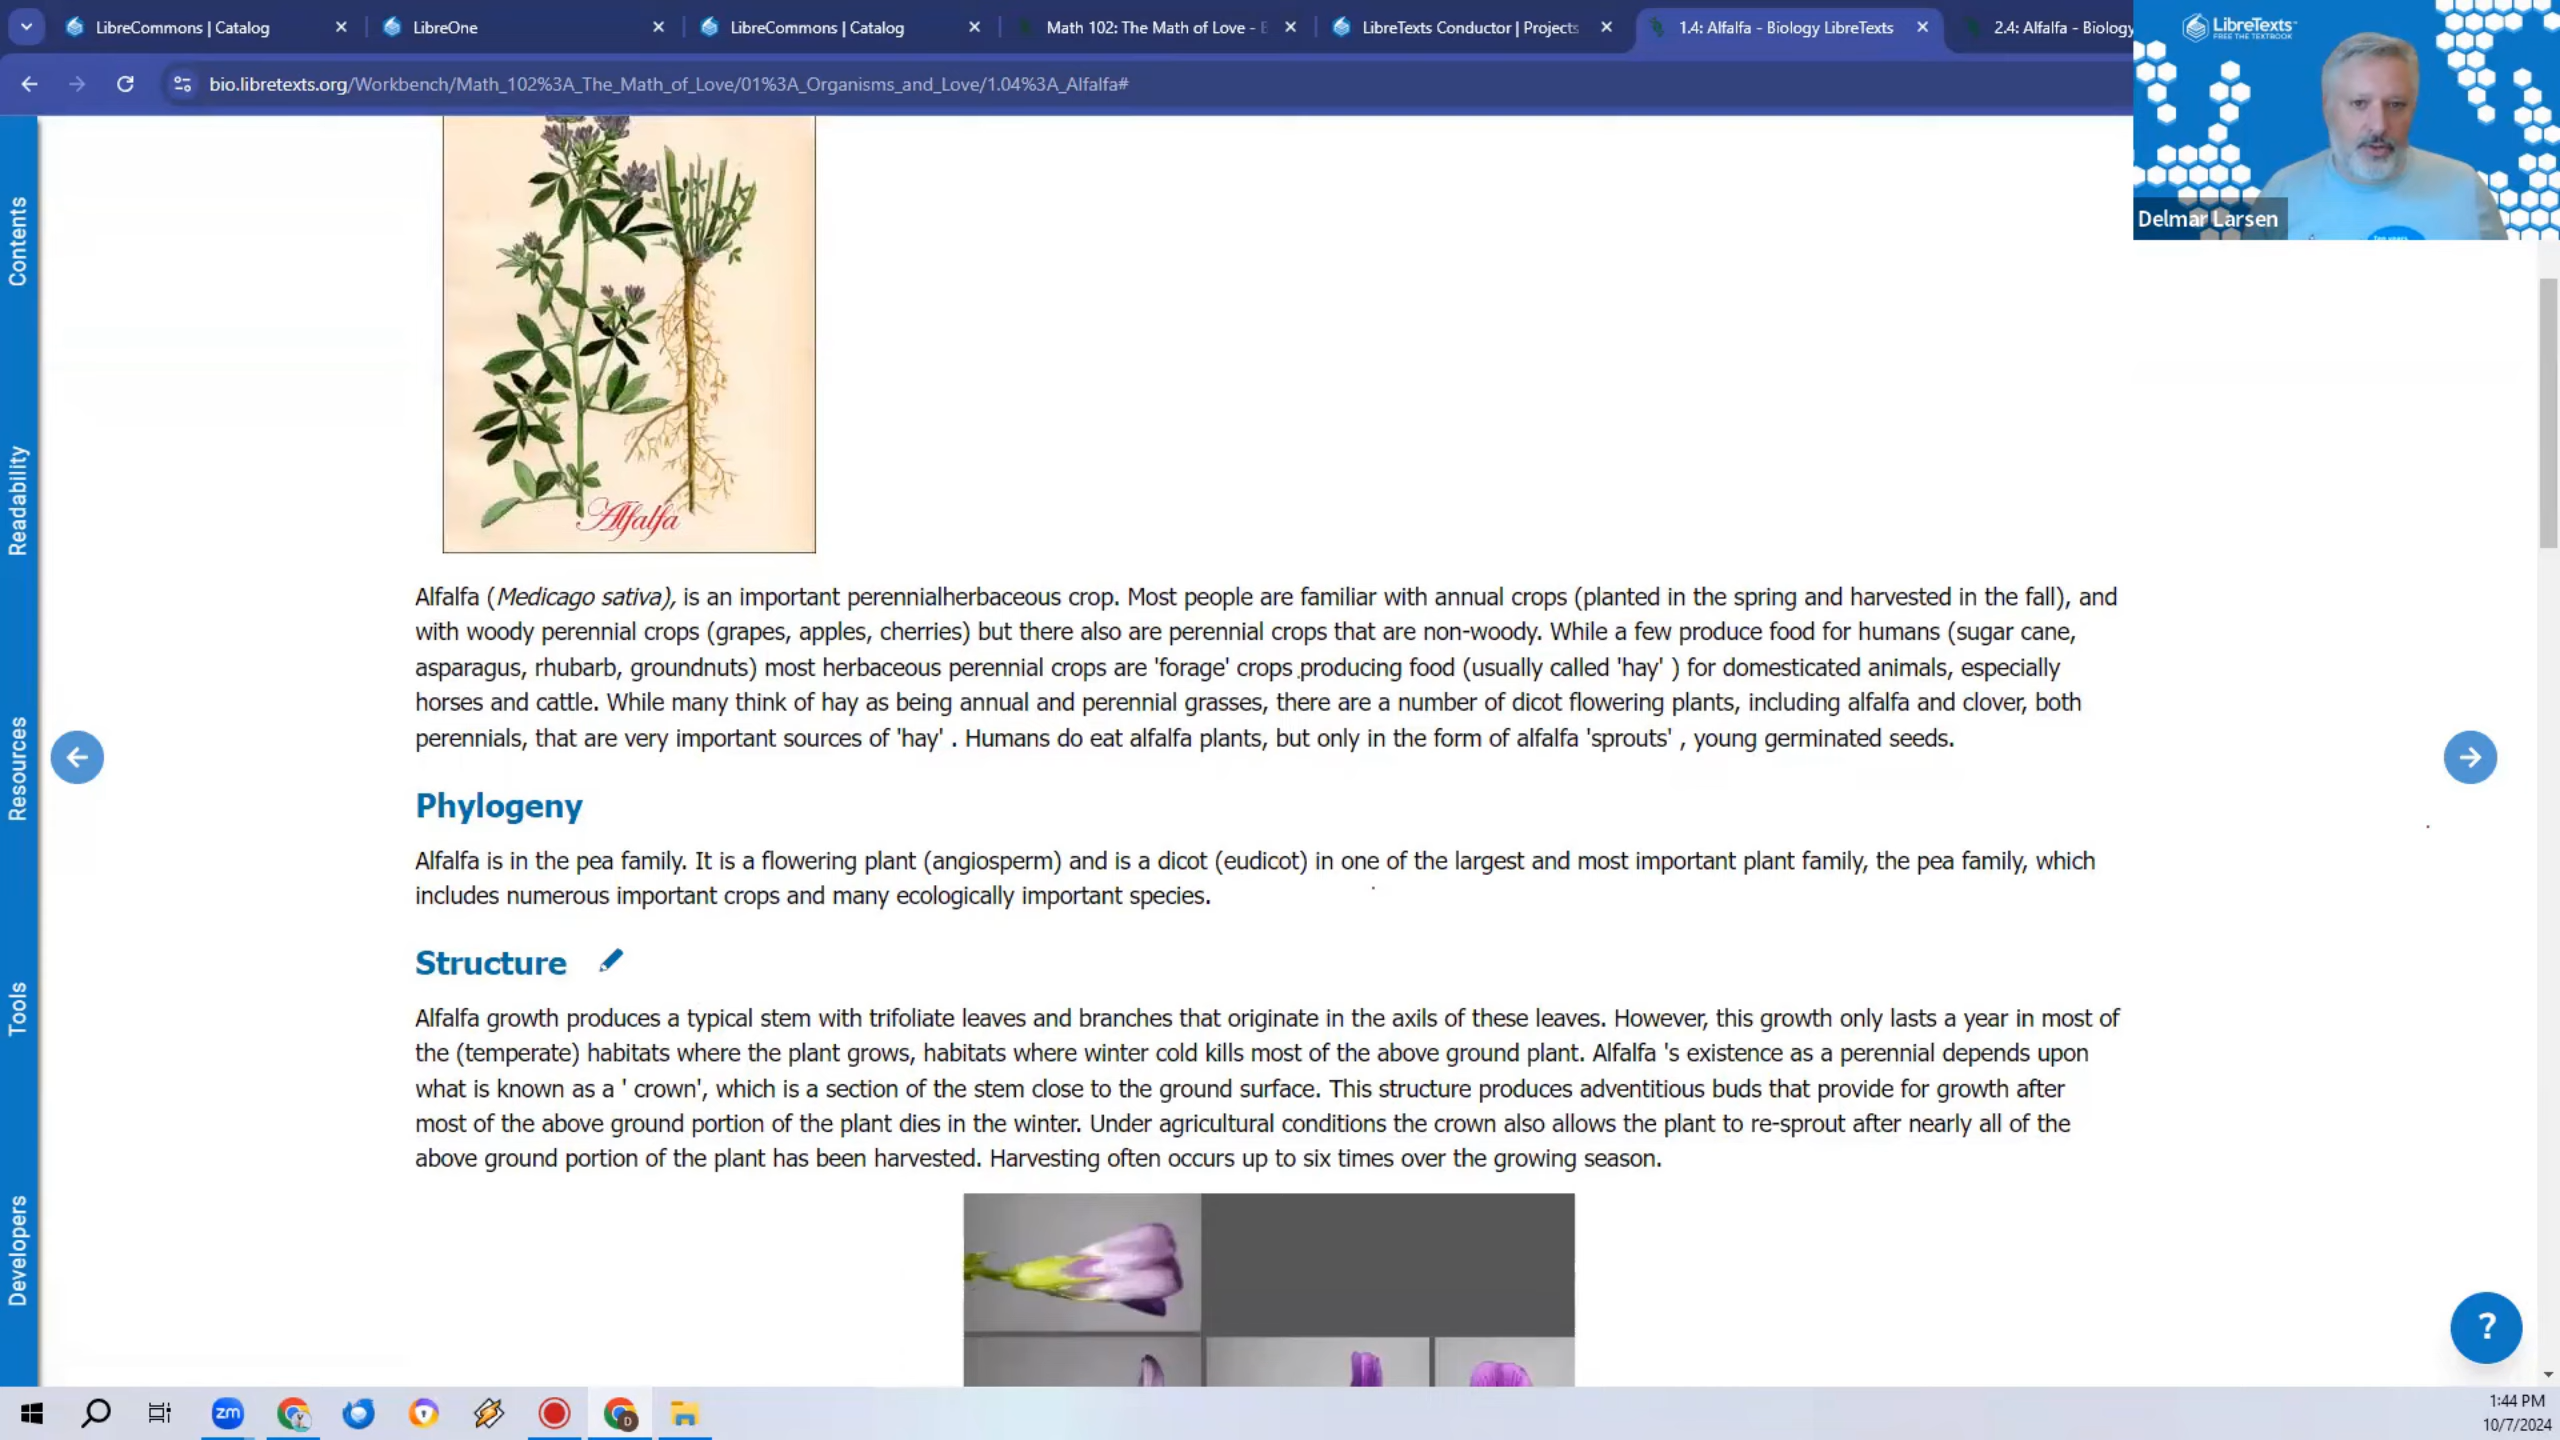 LibreCommons | Catalog
LibreOne
LibreCommons | Catalog
Math 102: The Math of Love -
LibreTexts Conductor | Projects
1.4: Alfalfa - Biology LibreTexts
2.4: Alfalfa - Biology
bio.libretexts.org/Workbench/Math_102%3A_The_Math_of_Love/01%3A_Organisms_and_Love/1.04%3A_Alfalfa#
LibreTexts
FREE THE TEXTBOOK
Delmar Larsen
Contents
Readability
Resources
Tools
Developers
Alfalfa
Alfalfa (Medicago sativa), is an important perennialherbaceous crop. Most people are familiar with annual crops (planted in the spring and harvested in the fall), and
with woody perennial crops (grapes, apples, cherries) but there also are perennial crops that are non-woody. While a few produce food for humans (sugar cane,
asparagus, rhubarb, groundnuts) most herbaceous perennial crops are 'forage' crops producing food (usually called 'hay' ) for domesticated animals, especially
horses and cattle. While many think of hay as being annual and perennial grasses, there are a number of dicot flowering plants, including alfalfa and clover, both
perennials, that are very important sources of 'hay' . Humans do eat alfalfa plants, but only in the form of alfalfa 'sprouts' , young germinated seeds.
Phylogeny
Alfalfa is in the pea family. It is a flowering plant (angiosperm) and is a dicot (eudicot) in one of the largest and most important plant family, the pea family, which
includes numerous important crops and many ecologically important species.
Structure
Alfalfa growth produces a typical stem with trifoliate leaves and branches that originate in the axils of these leaves. However, this growth only lasts a year in most of
the (temperate) habitats where the plant grows, habitats where winter cold kills most of the above ground plant. Alfalfa 's existence as a perennial depends upon
what is known as a ' crown', which is a section of the stem close to the ground surface. This structure produces adventitious buds that provide for growth after
most of the above ground portion of the plant dies in the winter. Under agricultural conditions the crown also allows the plant to re-sprout after nearly all of the
above ground portion of the plant has been harvested. Harvesting often occurs up to six times over the growing season.
?
zm
D
1:44 PM
10/7/2024